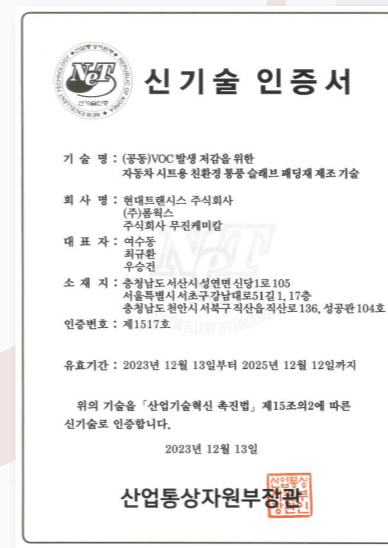 NeT
신기술 인증서
기 술 명 : (공동)VOC 발생 저감을 위한
자동차 시트용 친환경 통풍 슬래브 패딩재 제조 기술
회 사 명 : 현대트랜시스 주식회사
(주)폼웍스
주식회사 무진케미칼
대 표 자 : 여수동
최규환
우승건
소 재 지 : 충청남도 서산시 성연면 신당1로 105
서울특별시 서초구 강남대로51길 1, 17층
충청남도 천안시 서북구 직산읍 직산로 136, 성공관 104호
인증번호 : 제1517호
유효기간 : 2023년 12월 13일부터 2025년 12월 12일까지
위의 기술을 「산업기술혁신 촉진법」 제15조의2에 따른
신기술로 인증합니다.
2023년 12월 13일
산업통상자원부장관